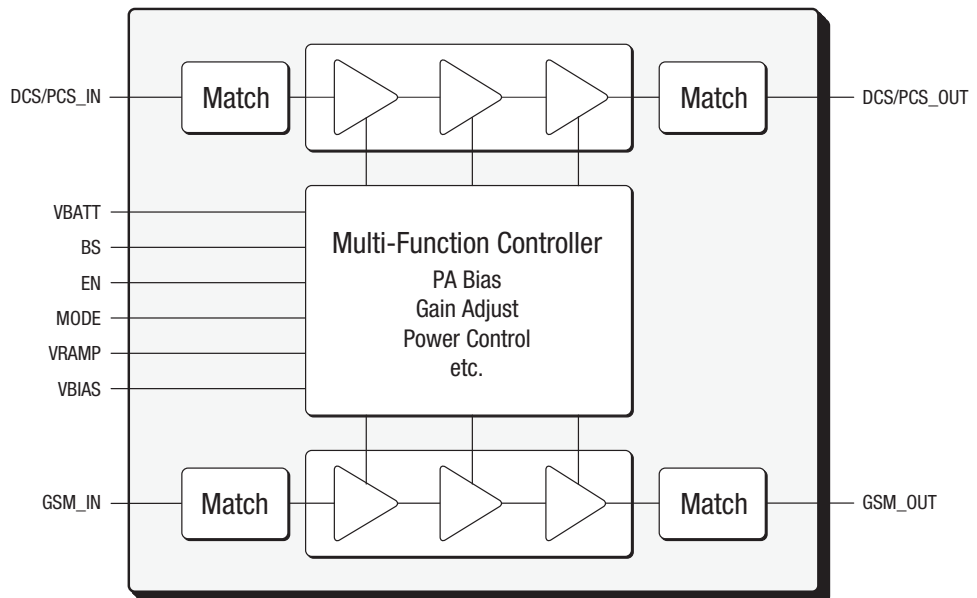 DCS/PCS_IN
Match
Match
DCS/PCS_OUT
VBATT
BS
EN
MODE
VRAMP
VBIAS
Multi-Function Controller
PA Bias
Gain Adjust
Power Control
etc.
GSM_IN
Match
Match
GSM_OUT